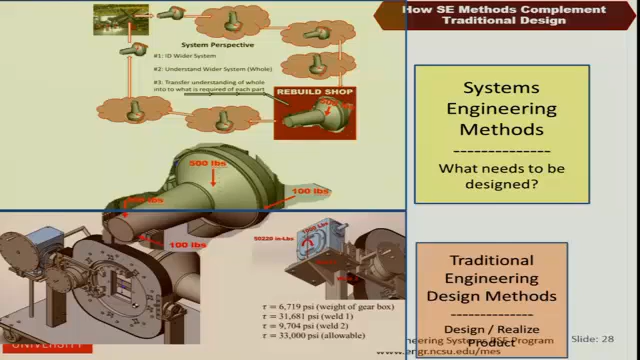 How SE Methods Complement
Traditional Design
System Perspective
#1: ID Wider System
#2: Understand Wider System (Whole)
#3: Transfer understanding of whole
into to what is required of each part
REBUILD SHOP
500 lbs
100 lbs
100 lbs
Systems
Engineering
Methods
--------------
What needs to be
designed?
50220 in-Lbs
τ = 6,719 psi (weight of gear box)
τ = 31,681 psi (weld 1)
τ = 9,704 psi (weld 2)
τ = 33,000 psi (allowable)
Traditional
Engineering
Design Methods
--------------
Design / Realize
Product
neering Systems
Program
Slide: 28
www.engr.ncsu.edu/mes
UNIVERSITY